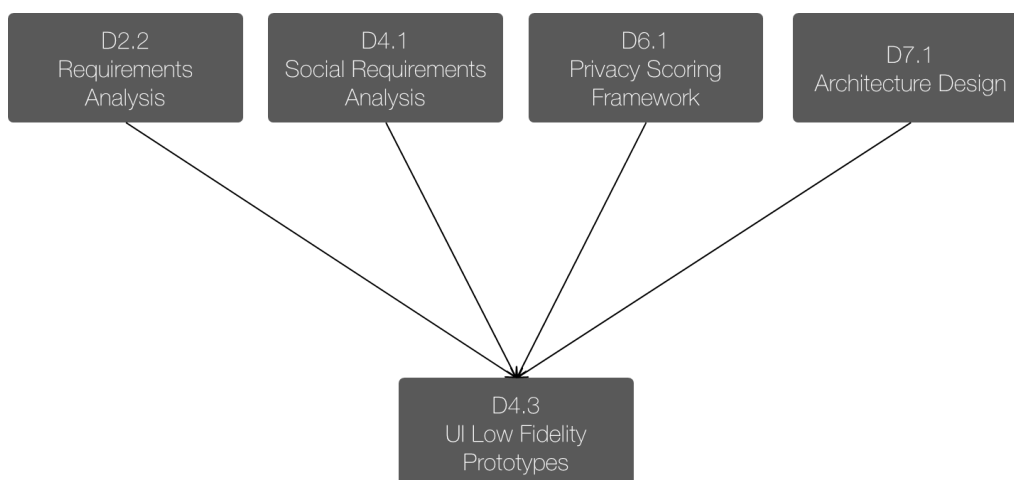 D2.2
Requirements
Analysis
D4.1
Social Requirements
Analysis
D6.1
Privacy Scoring
Framework
D7.1
Architecture Design
D4.3
UI Low Fidelity
Prototypes